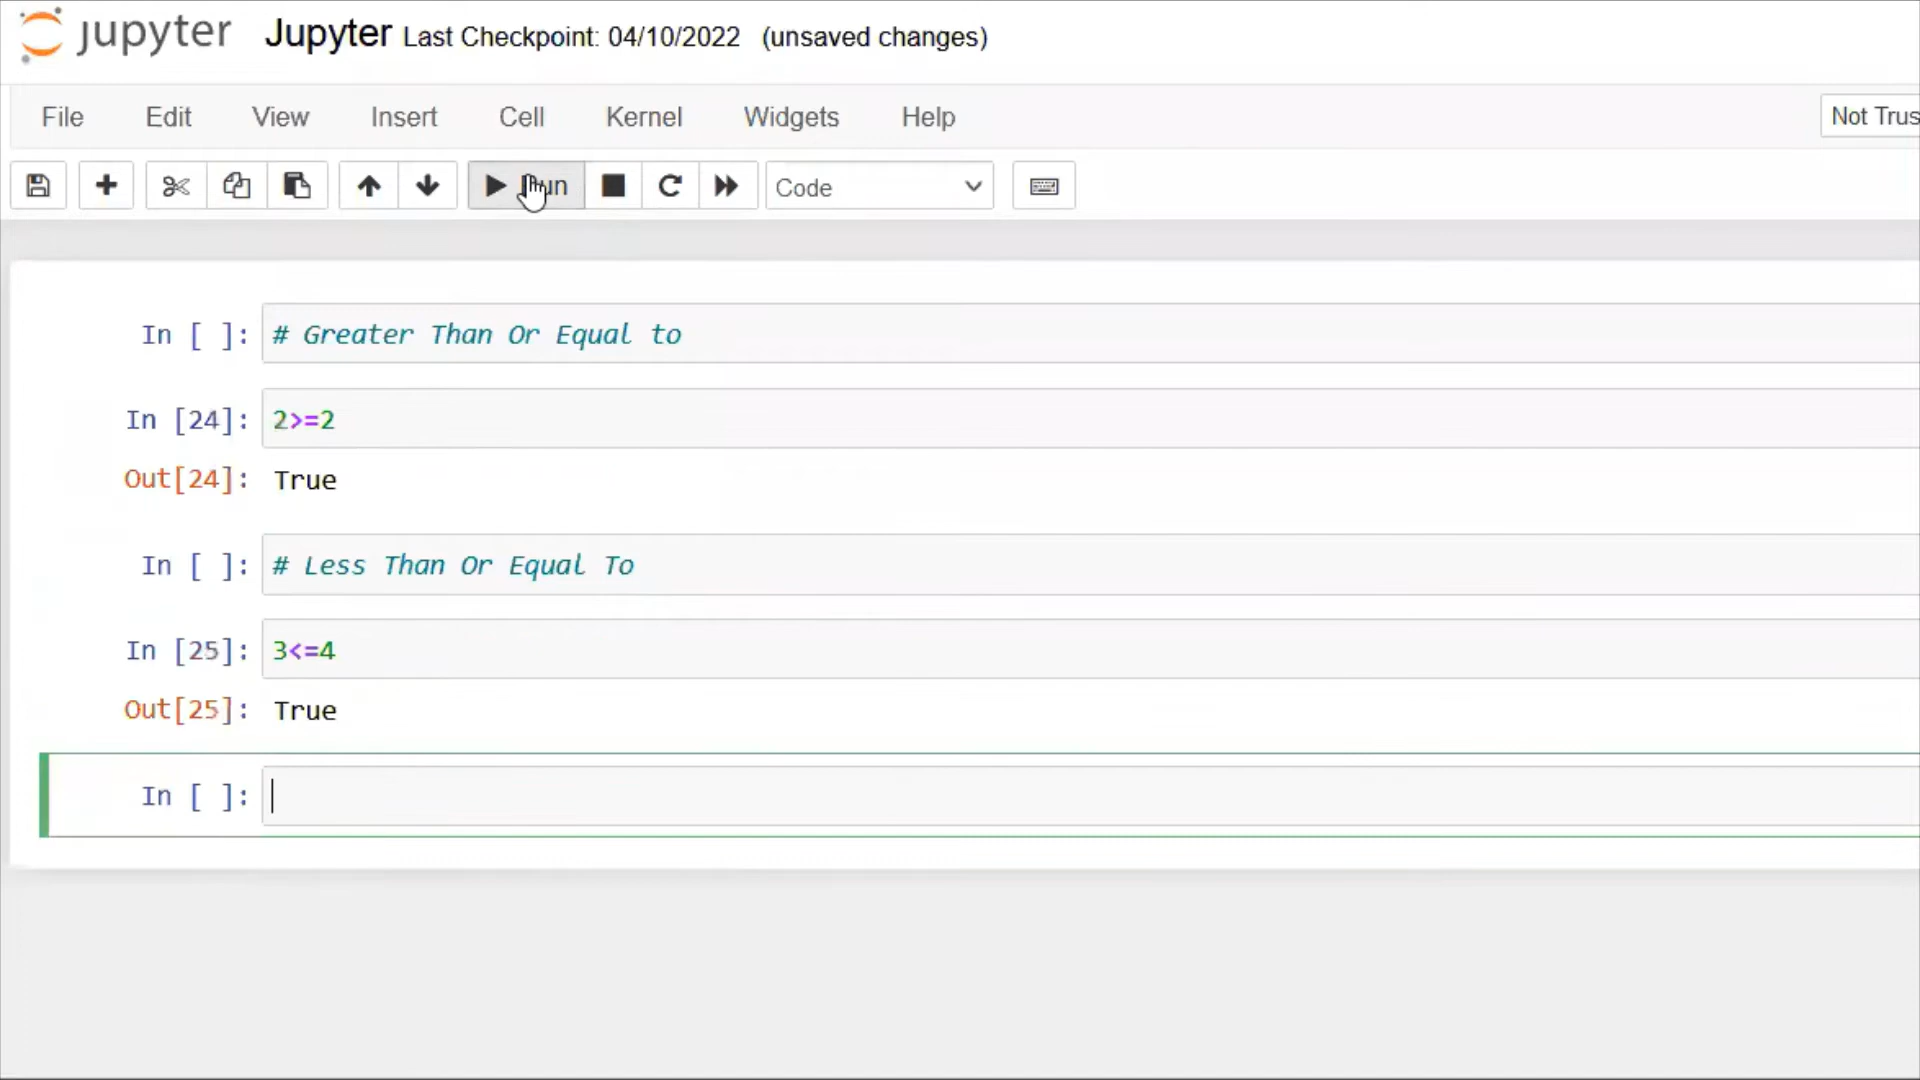 jupyter Jupyter Last Checkpoint: 04/10/2022 (unsaved changes)
File Edit View Insert Cell Kernel Widgets Help Not Trus
Code
In [ ]: # Greater Than Or Equal to
In [24]: 2>=2
Out[24]: True
In [ ]: # Less Than Or Equal To
In [25]: 3<=4
Out[25]: True
In [ ]: